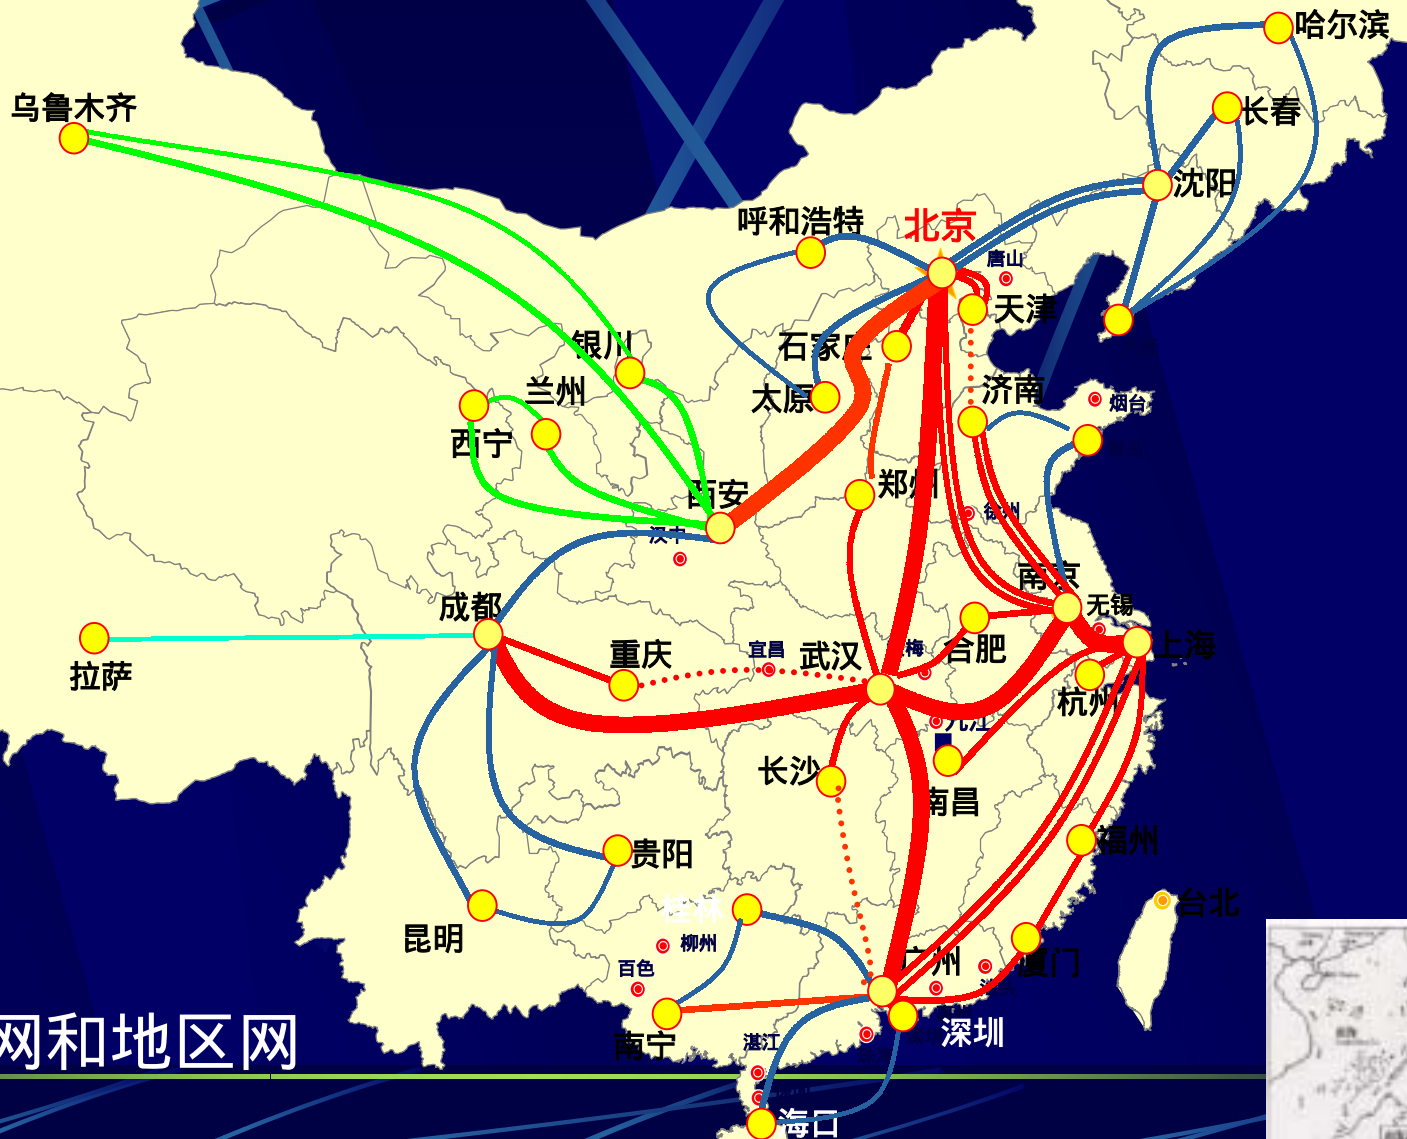 哈尔滨
乌鲁木齐
长春
沈阳
呼和浩特
北京
唐山
天津
银川
石家庄
兰州
太原
济南
烟台
西宁
西安
郑州
徐州
汉中
南京
成都
无锡
重庆
宜昌
武汉
梅
合肥
上海
拉萨
杭州
九江
长沙
南昌
贵阳
福州
桂林
台北
昆明
柳州
百色
广州
厦门
网和地区网
南宁
深圳
湛江
海口